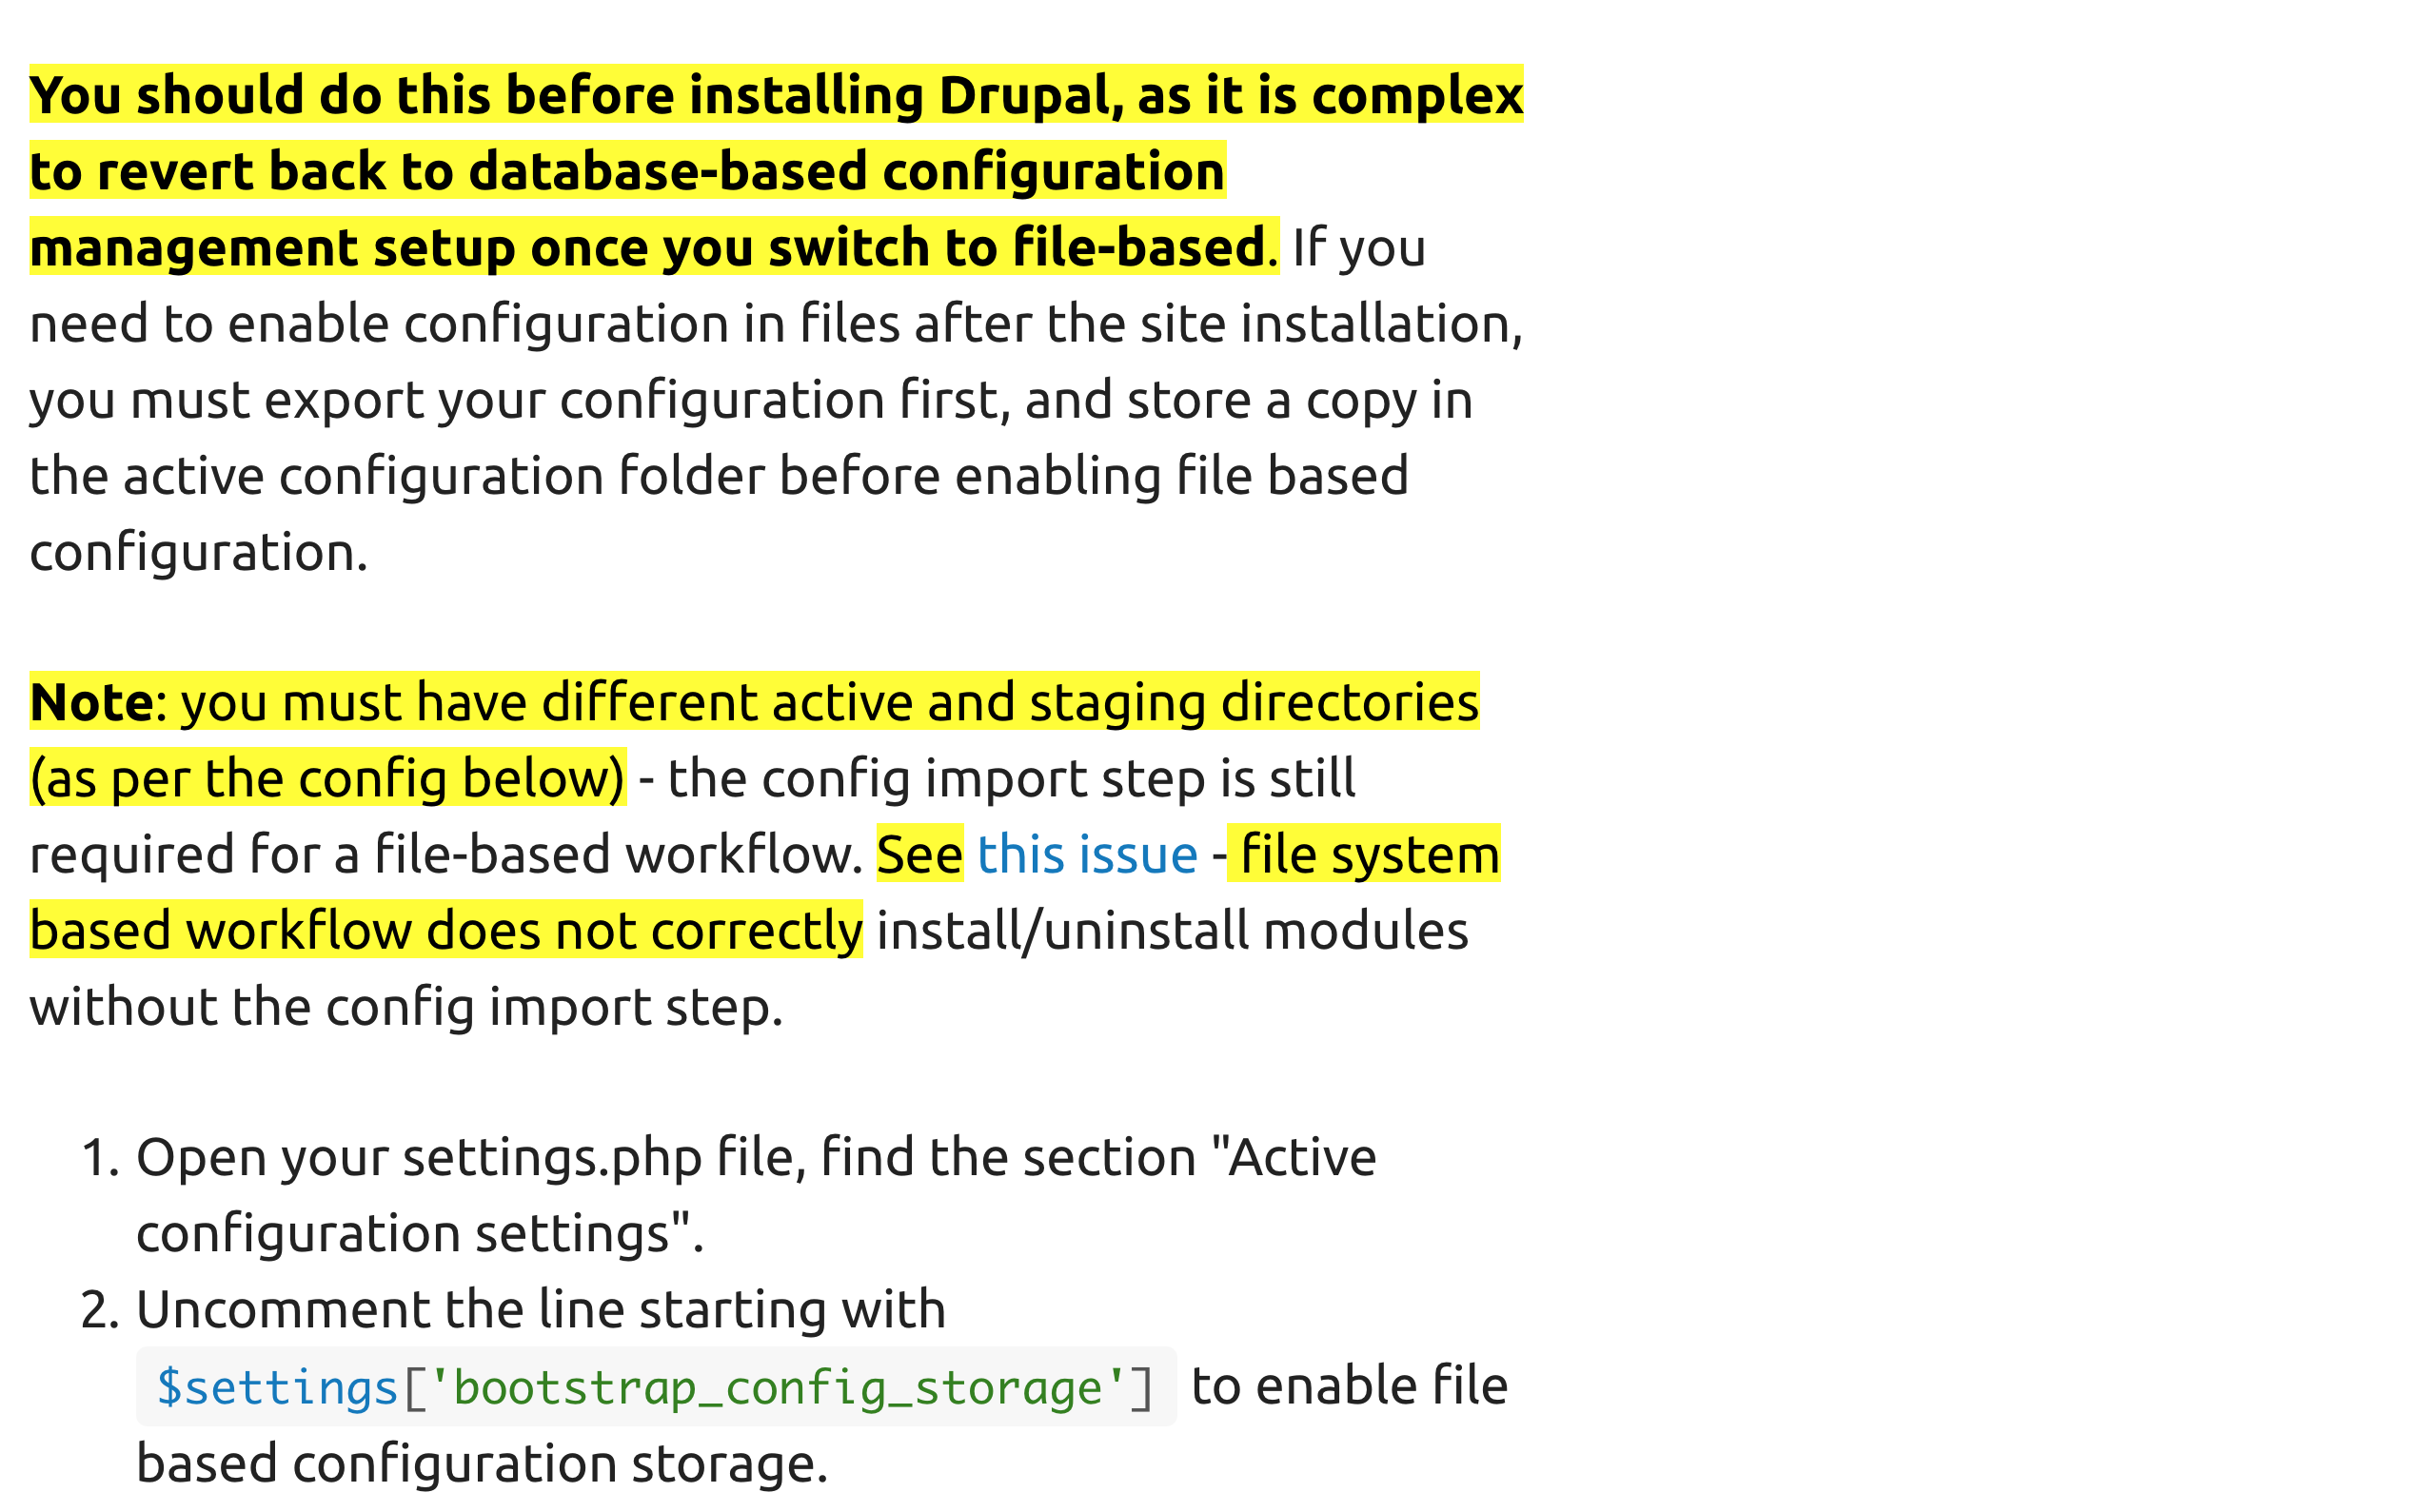 You should do this before installing Drupal, as it is complex
to revert back to database-based configuration
management setup once you switch to file-based. If you
need to enable configuration in files after the site installation,
you must export your configuration first, and store a copy in
the active configuration folder before enabling file based
configuration.
Note: you must have different active and staging directories
(as per the config below) - the config import step is still
required for a file-based workflow. See this issue - file system
based workflow does not correctly install/uninstall modules
without the config import step.
1. Open your settings.php file, find the section "Active
configuration settings".
2. Uncomment the line starting with
$settings['bootstrap_config_storage'] to enable file
based configuration storage.